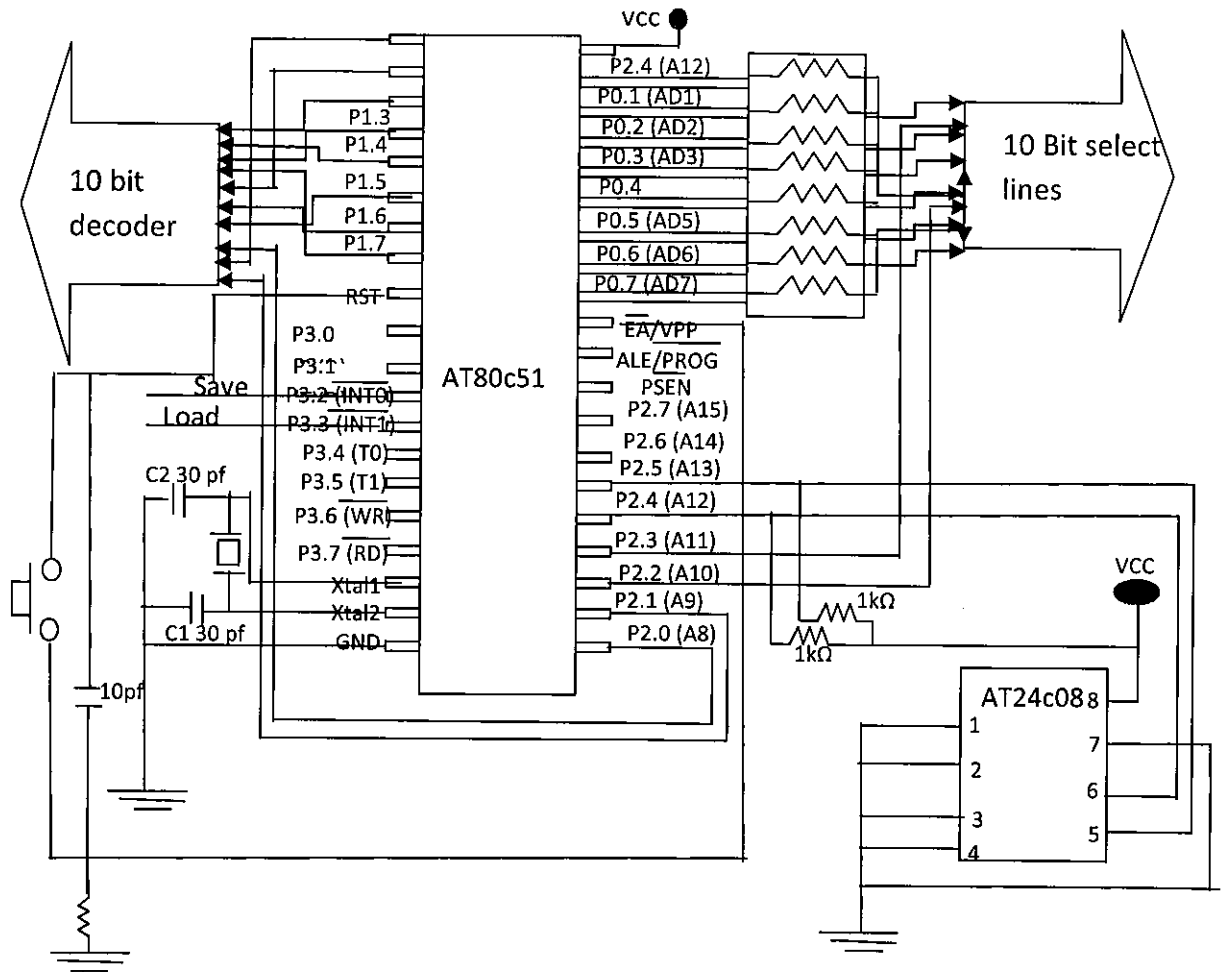 VCC
P2.4 (A12)
P0.1 (AD1)
P0.2 (AD2)
P0.3 (AD3)
P0.4
P0.5 (AD5)
P0.6 (AD6)
P0.7 (AD7)
10 Bit select
lines
10 bit
decoder
P1.3
P1.4
P1.5
P1.6
P1.7
RST
P3.0
P3.1
Save
P3.2 (INT0)
Load
P3.3 (INT1)
P3.4 (T0)
C2 30 pf
P3.5 (T1)
P3.6 (WR)
P3.7 (RD)
Xtal1
Xtal2
C1 30 pf
GND
10pf
AT80c51
EA/VPP
ALE/PROG
PSEN
P2.7 (A15)
P2.6 (A14)
P2.5 (A13)
P2.4 (A12)
P2.3 (A11)
P2.2 (A10)
P2.1 (A9)
P2.0 (A8)
1kΩ
1kΩ
VCC
AT24c08
8
1
7
2
6
3
5
4